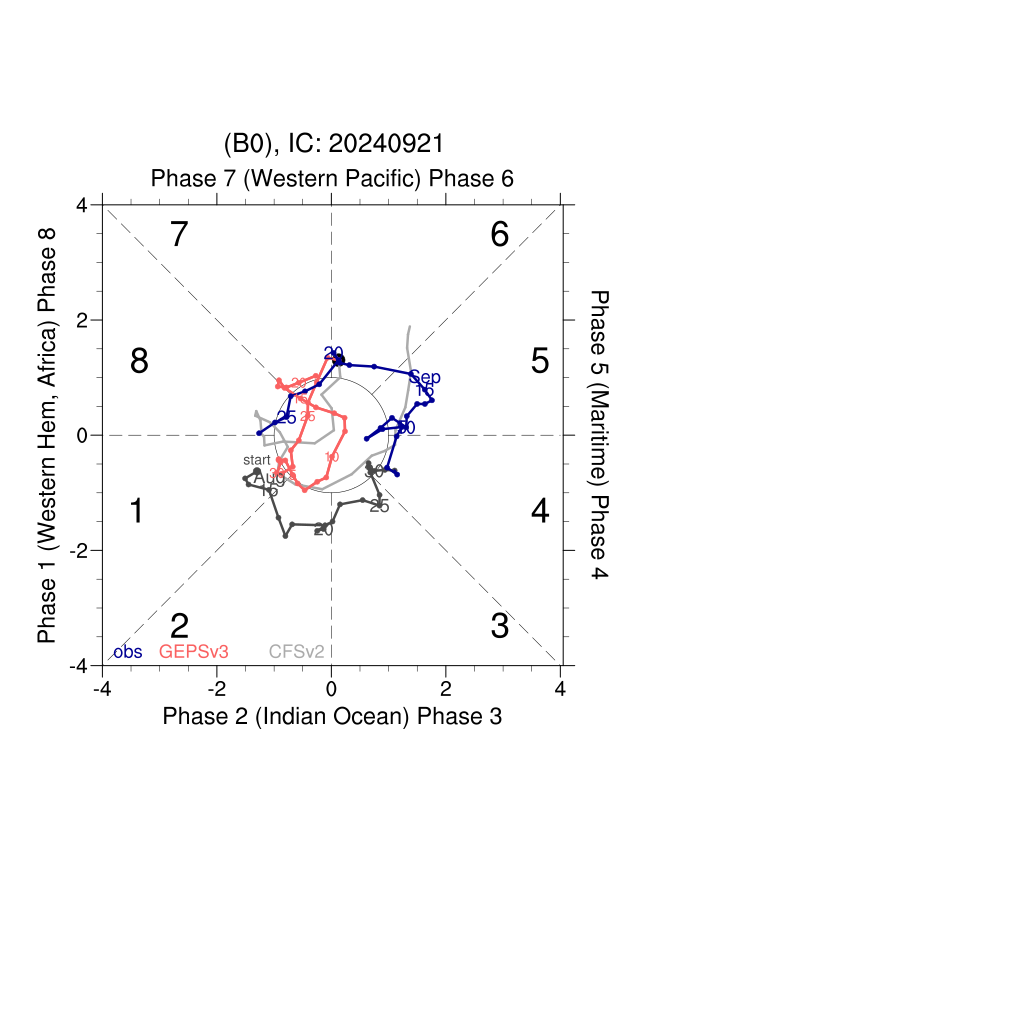 (B0), IC: 20240921
Phase 7 (Western Pacific) Phase 6
4
7
6
Phase 1 (Western Hem, Africa) Phase 8
Phase 5 (Maritime) Phase 4
2
8
5
20
Sep
16
25
25
0
start
10
Aug
15
30
25
1
4
20
-2
2
3
obs
GEPSv3
CFSv2
-4
-4
-2
0
2
4
Phase 2 (Indian Ocean) Phase 3